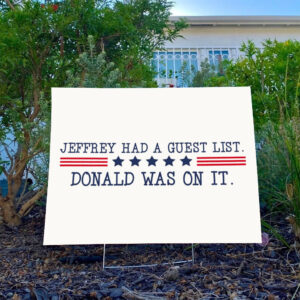 JEFFREY HAD A GUEST LIST.
DONALD WAS ON IT.